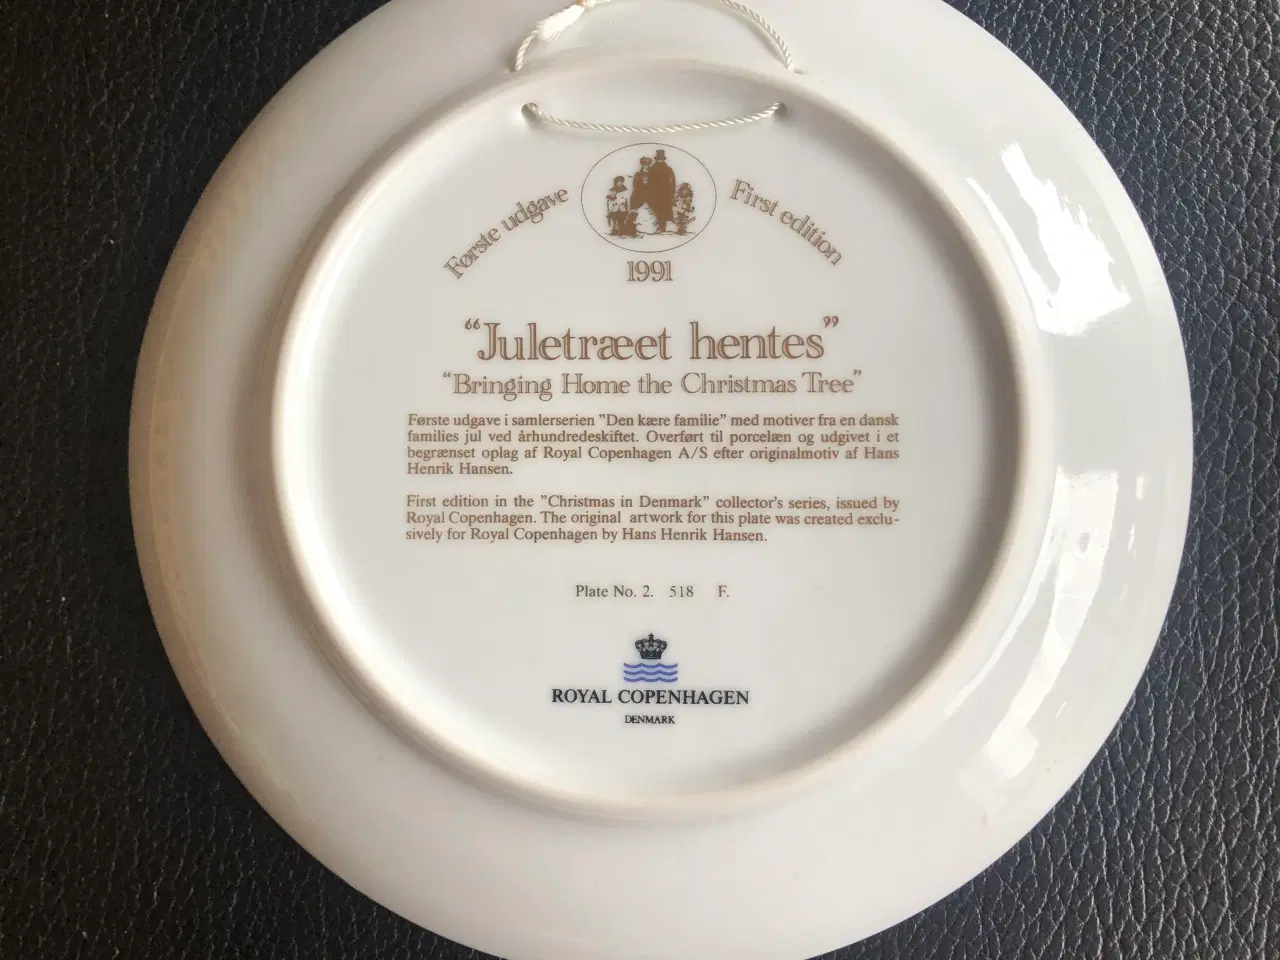 Første udgave
First edition
1991
“Juletræet hentes”
“Bringing Home the Christmas Tree”
Første udgave i samlerserien ”Den kære familie” med motiver fra en dansk
families jul ved århundredeskiftet. Overført til porcelæn og udgivet i et
begrænset oplag af Royal Copenhagen A/S efter originalmotiv af Hans
Henrik Hansen.
First edition in the ”Christmas in Denmark” collector's series, issued by
Royal Copenhagen. The original artwork for this plate was created exclu-
sively for Royal Copenhagen by Hans Henrik Hansen.
Plate No. 2. 518 F.
ROYAL COPENHAGEN
DENMARK